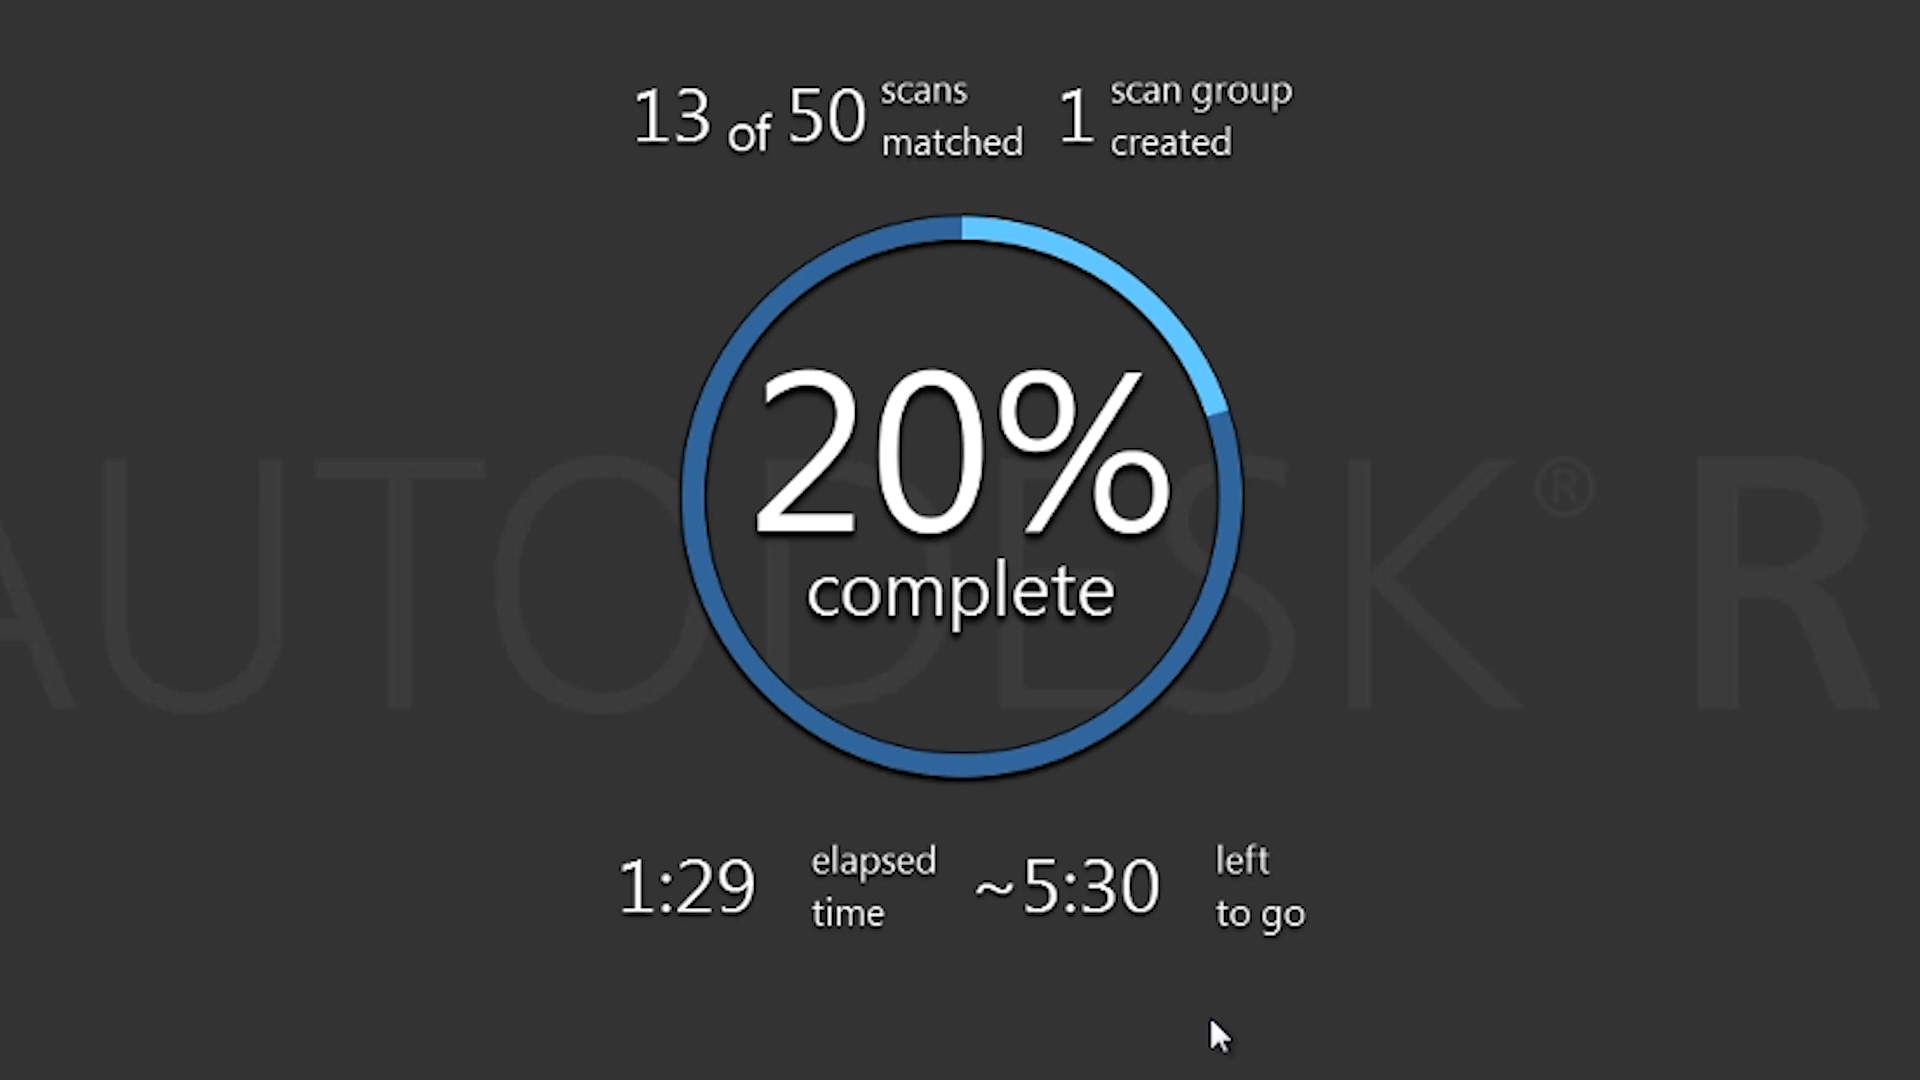 13 of 50 scans matched 1 scan group created
20%
complete
AUTODESK® R
1:29 elapsed time ~5:30 left to go